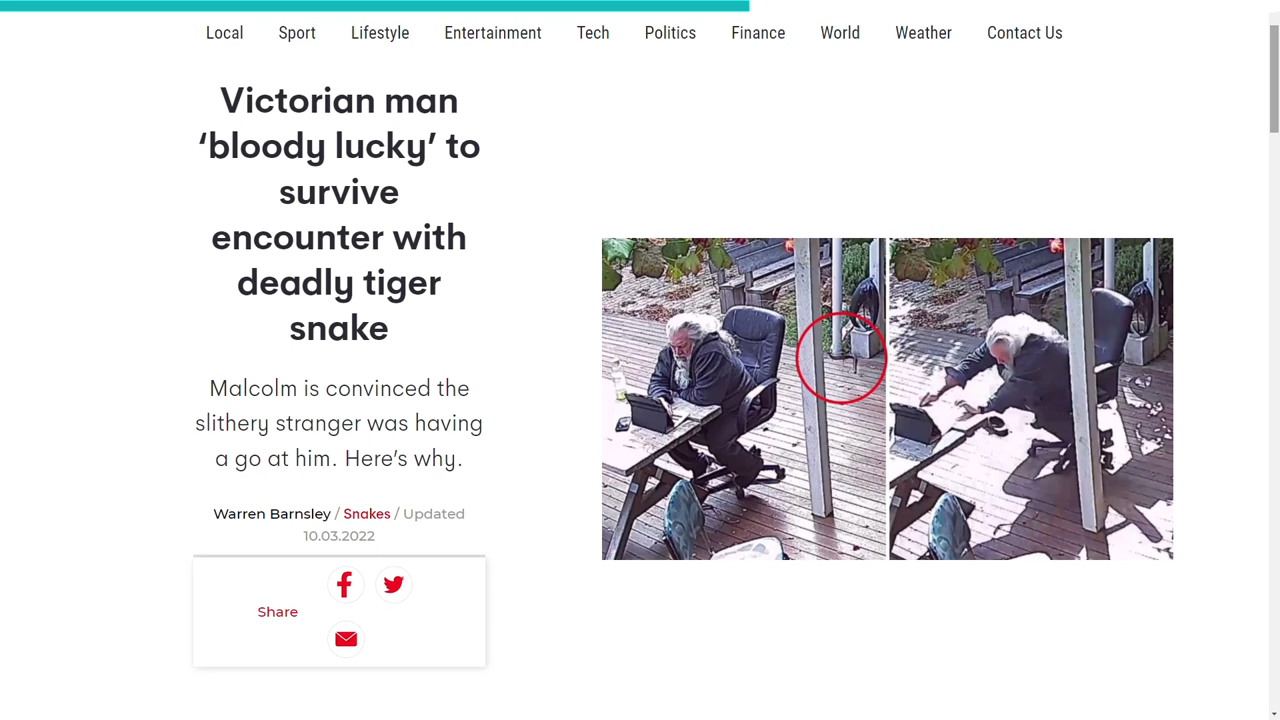 Local Sport Lifestyle Entertainment Tech Politics Finance World Weather Contact Us
Victorian man
‘bloody lucky’ to
survive
encounter with
deadly tiger
snake
Malcolm is convinced the
slithery stranger was having
a go at him. Here’s why.
Warren Barnsley / Snakes / Updated
10.03.2022
Share